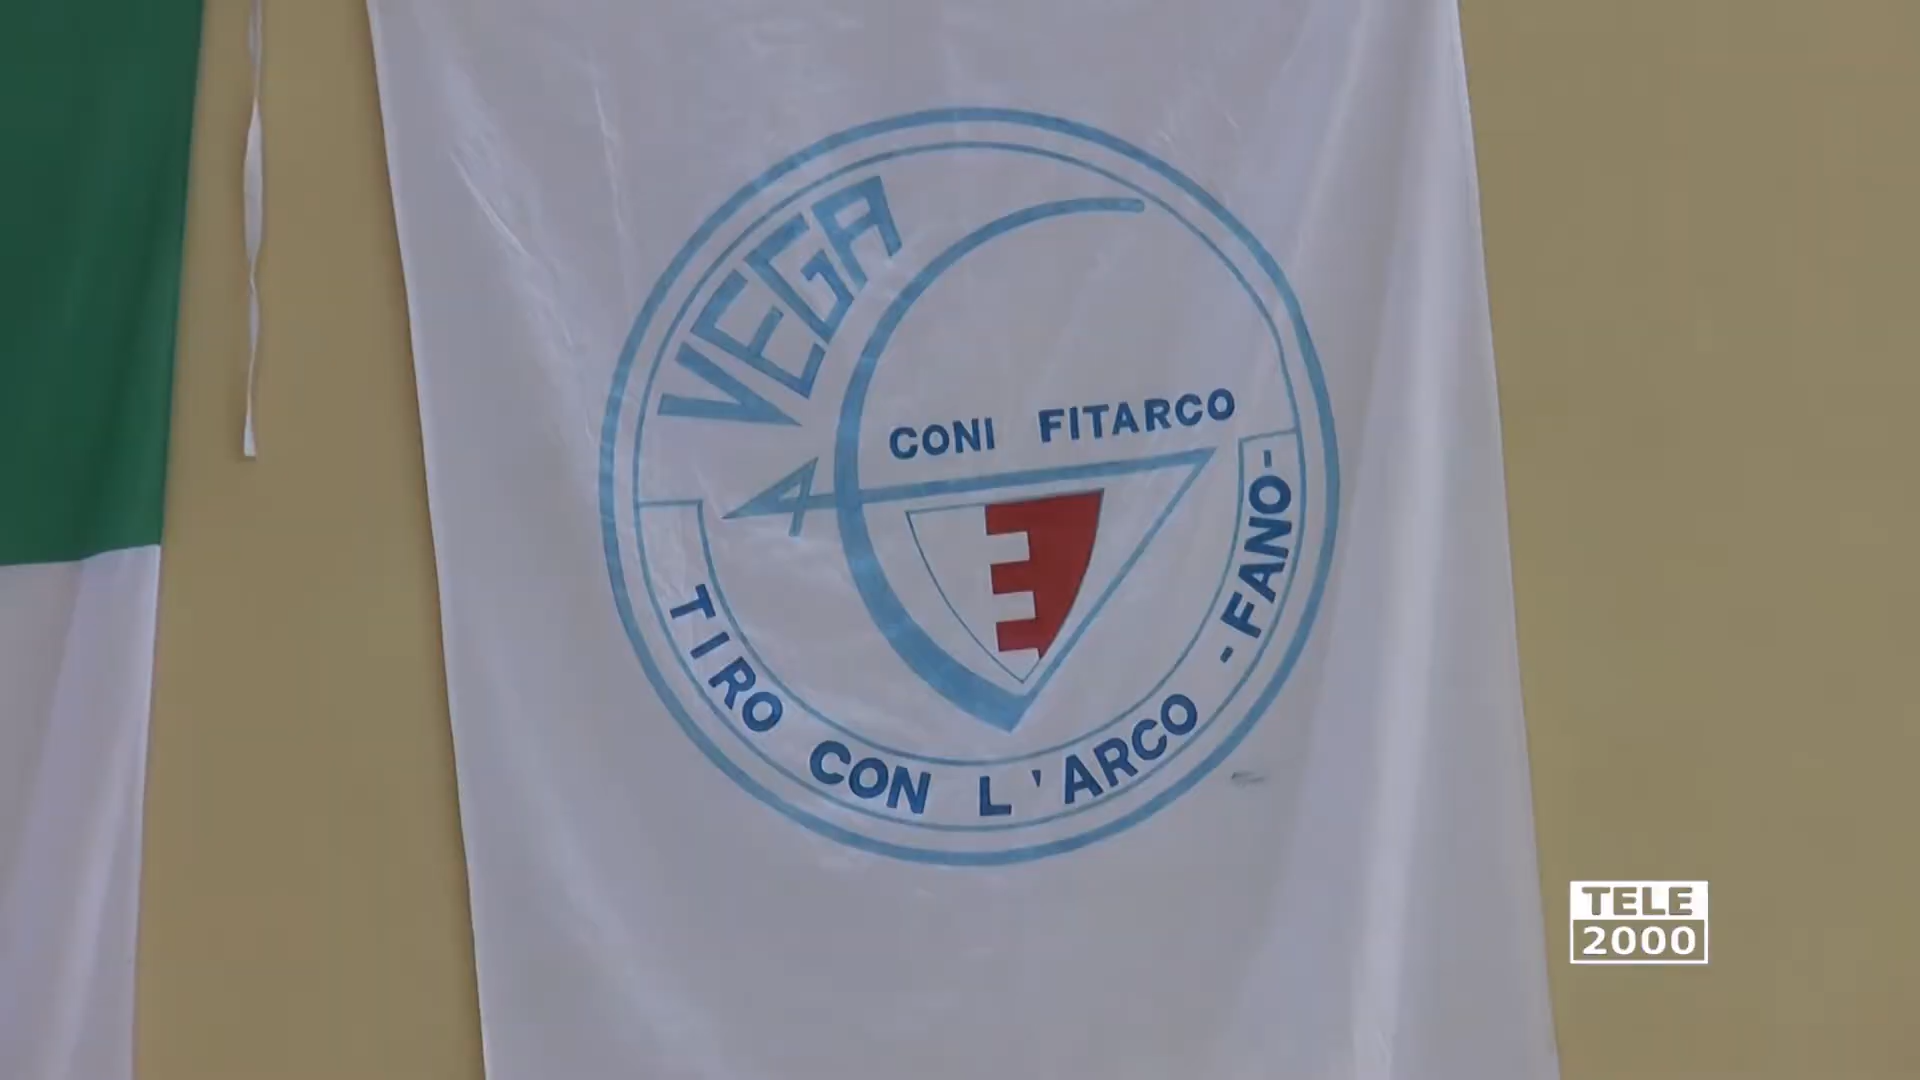 VEGA
CONI FITARCO
TIRO CON L'ARCO -FANO-
TELE
2000